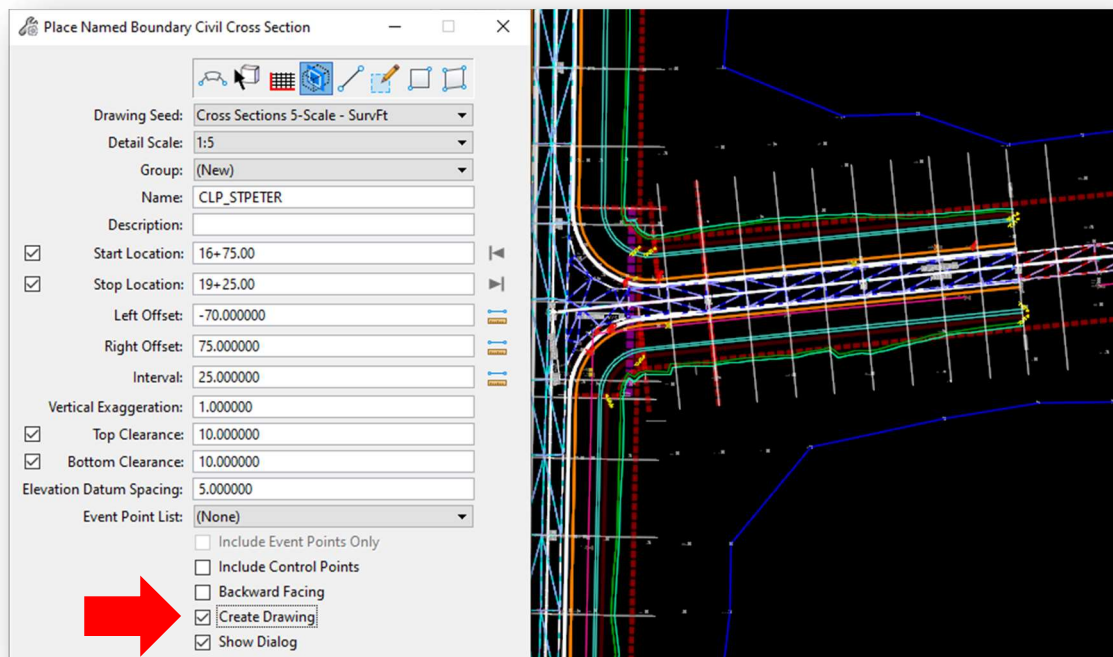 Place Named Boundary Civil Cross Section
Drawing Seed: Cross Sections 5-Scale - SurvFt
Detail Scale: 1:5
Group: (New)
Name: CLP_STPETER
Description:
Start Location: 16+75.00
Stop Location: 19+25.00
Left Offset: -70.000000
Right Offset: 75.000000
Interval: 25.000000
Vertical Exaggeration: 1.000000
Top Clearance: 10.000000
Bottom Clearance: 10.000000
Elevation Datum Spacing: 5.000000
Event Point List: (None)
Include Event Points Only
Include Control Points
Backward Facing
Create Drawing
Show Dialog